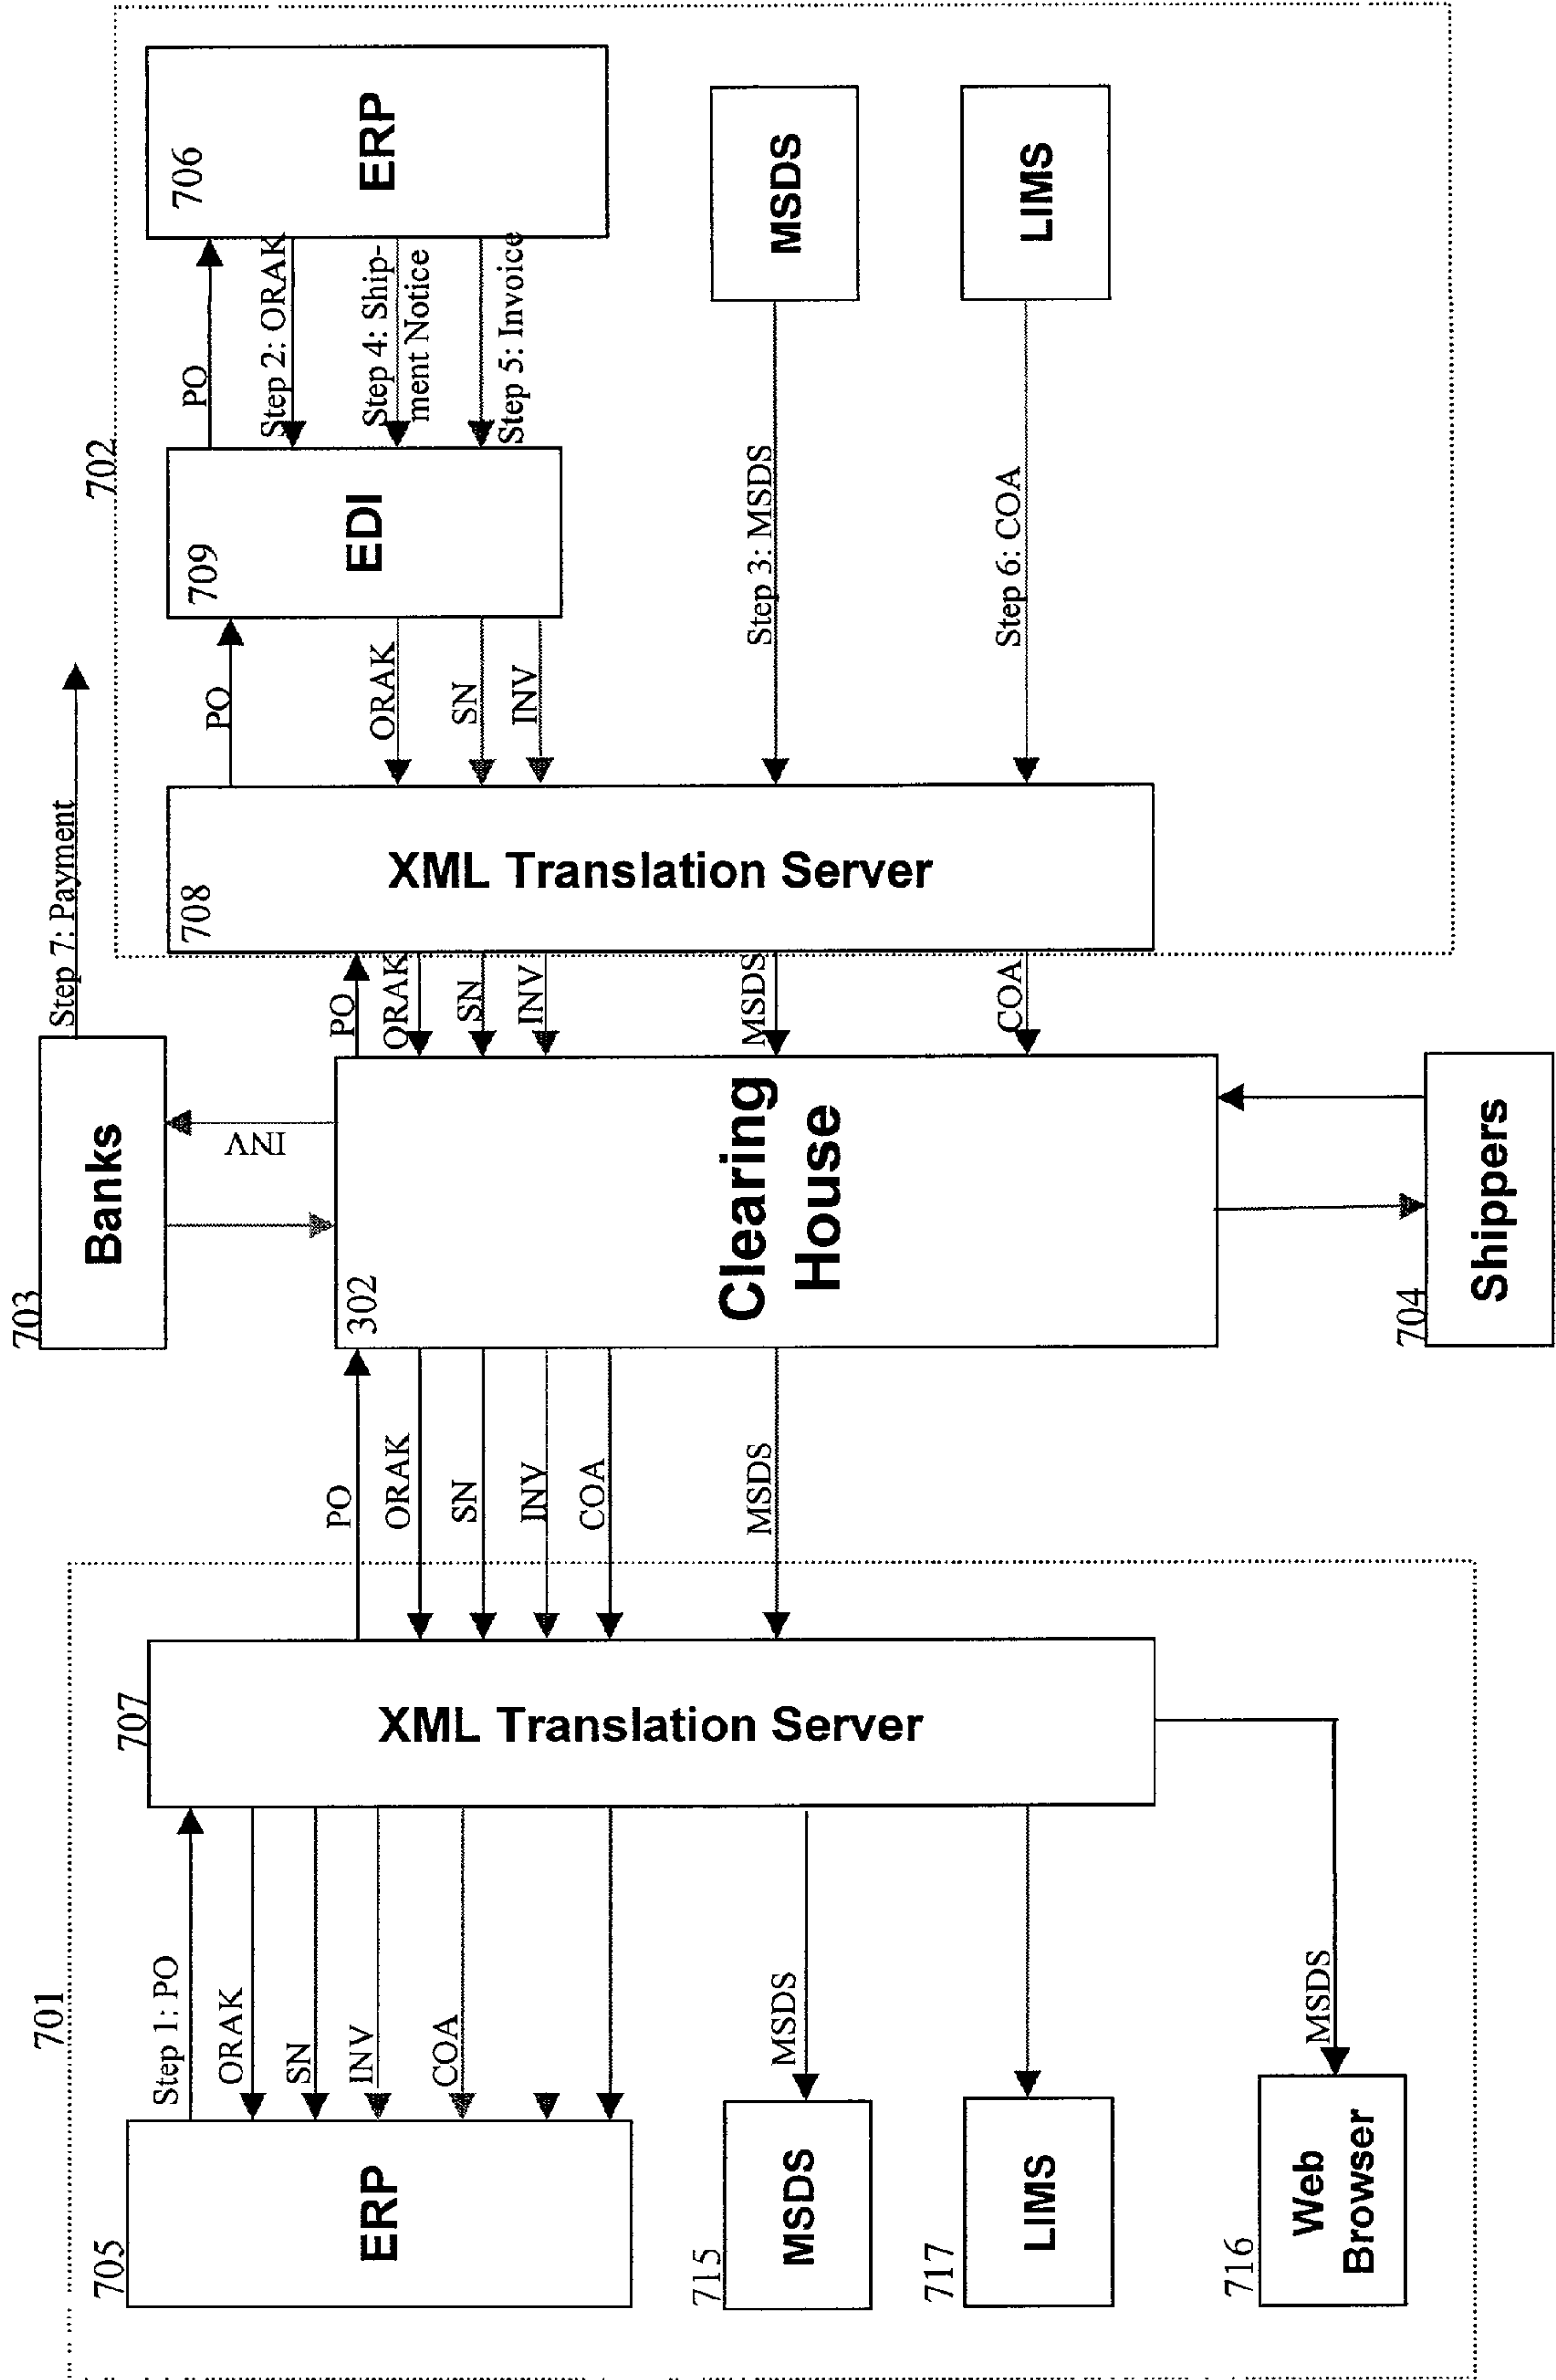 701
705
ERP
Step 1: PO
ORAK
SN
INV
COA
715
MSDS
MSDS
717
LIMS
716
Web
Browser
MSDS
707
XML Translation Server
PO
ORAK
SN
INV
COA
MSDS
703
Banks
Step 7: Payment
INV
302
Clearing
House
704
Shippers
PO
ORAK
SN
INV
MSDS
COA
702
708
XML Translation Server
PO
ORAK
SN
INV
Step 3: MSDS
Step 6: COA
709
EDI
PO
Step 2: ORAK
Step 4: Ship-
ment Notice
Step 5: Invoice
706
ERP
MSDS
LIMS